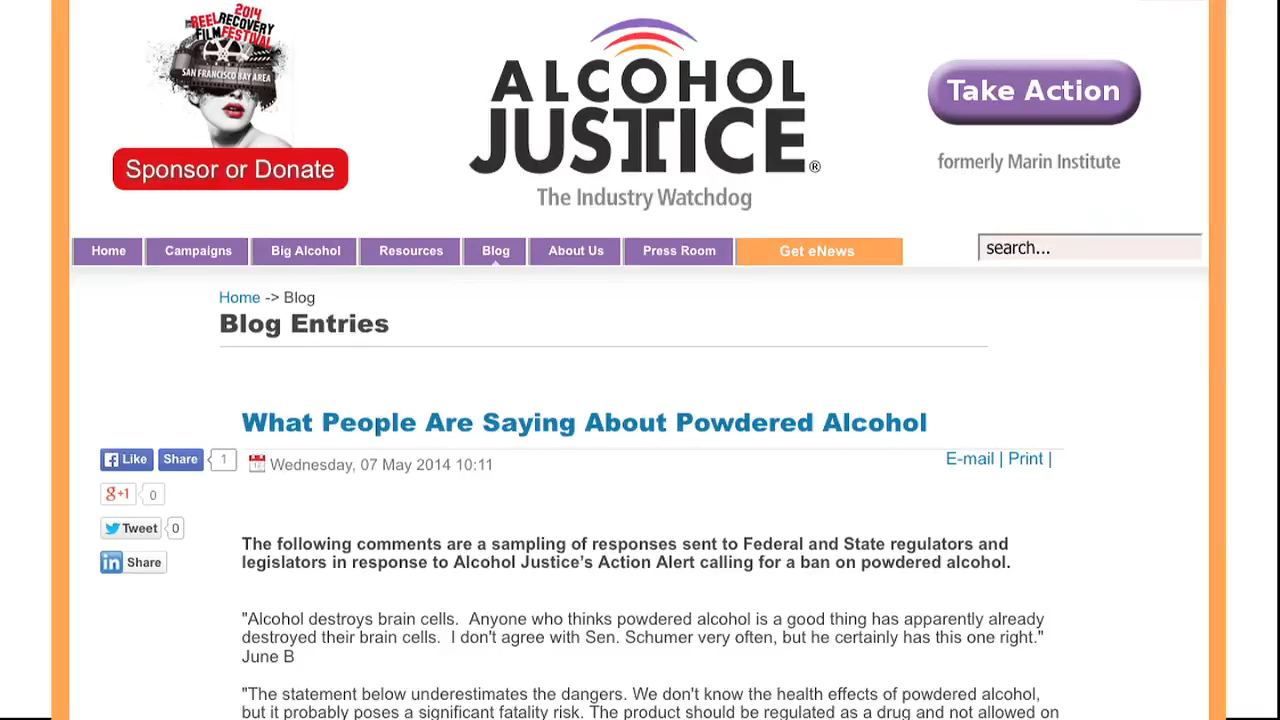 2014
REELRECOVERY
FILMFESTIVAL
SAN FRANCISCO BAY AREA
Sponsor or Donate
ALCOHOL
JUSTICE®
The Industry Watchdog
Take Action
formerly Marin Institute
Home Campaigns Big Alcohol Resources Blog About Us Press Room Get eNews search...
Home -> Blog
Blog Entries
What People Are Saying About Powdered Alcohol
Like Share 1 Wednesday, 07 May 2014 10:11 E-mail | Print |
g+1 0
Tweet 0
in Share
The following comments are a sampling of responses sent to Federal and State regulators and
legislators in response to Alcohol Justice's Action Alert calling for a ban on powdered alcohol.
"Alcohol destroys brain cells.  Anyone who thinks powdered alcohol is a good thing has apparently already
destroyed their brain cells.  I don't agree with Sen. Schumer very often, but he certainly has this one right."
June B
"The statement below underestimates the dangers. We don't know the health effects of powdered alcohol,
but it probably poses a significant fatality risk. The product should be regulated as a drug and not allowed on